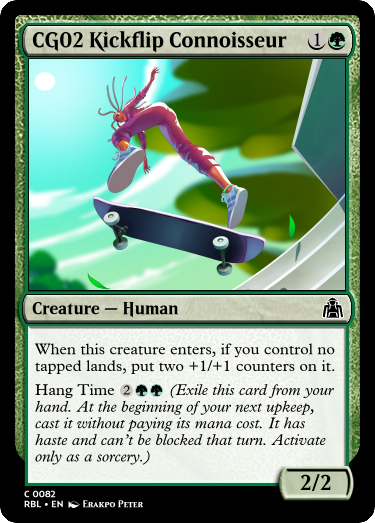 CG02 Kickflip Connoisseur 1
Creature — Human
When this creature enters, if you control no
tapped lands, put two +1/+1 counters on it.
Hang Time 2 (Exile this card from your
hand. At the beginning of your next upkeep,
cast it without paying its mana cost. It has
haste and can't be blocked that turn. Activate
only as a sorcery.)
2/2
C 0082
RBL • EN Erakpo Peter